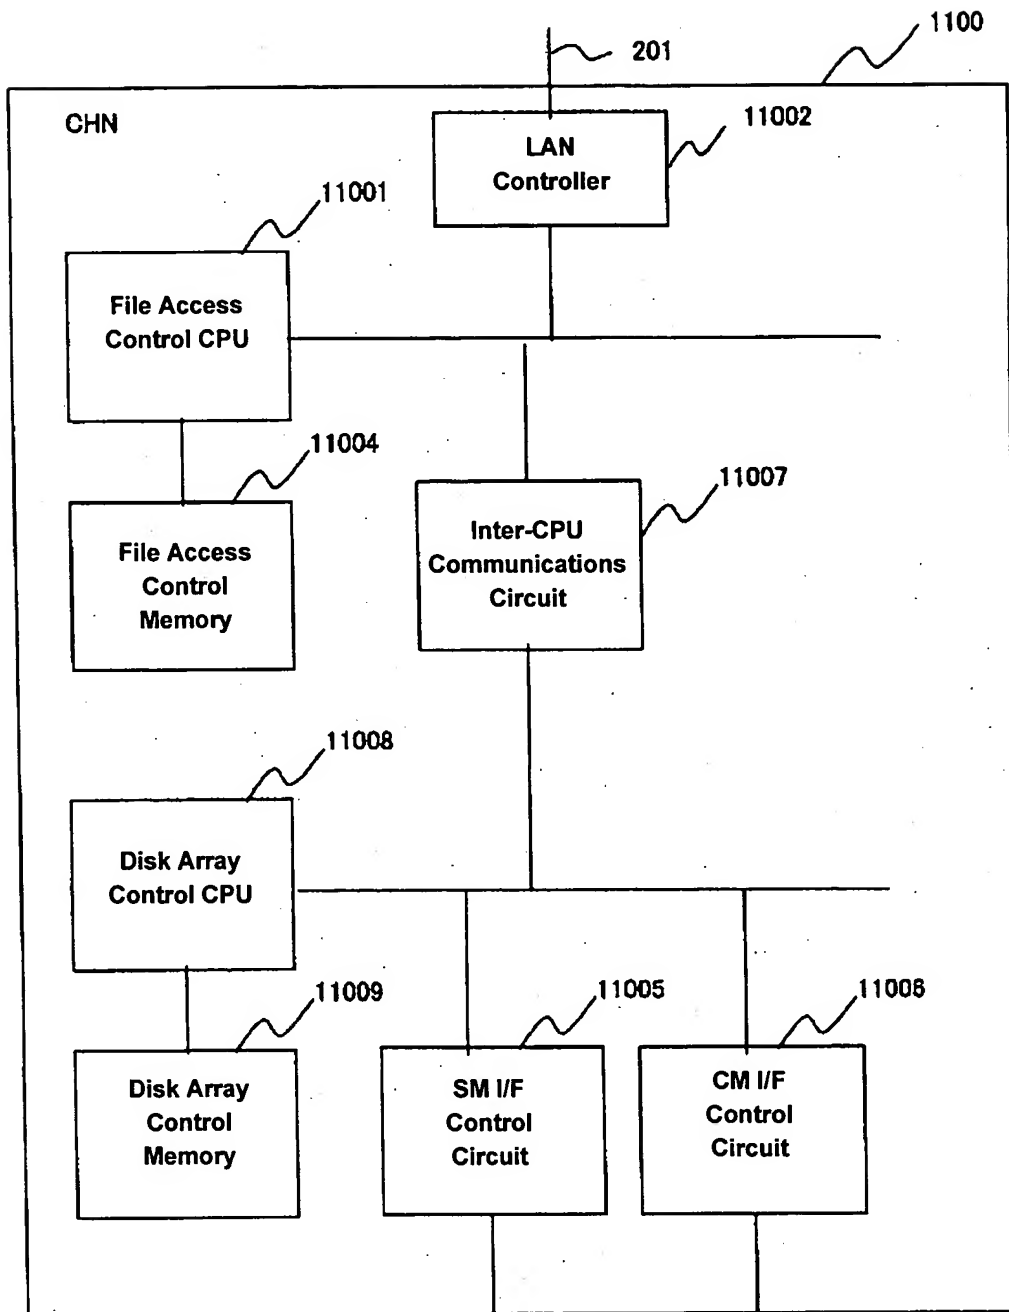 1100
201
CHN
11002
LAN
Controller
11001
File Access
Control CPU
11004
File Access
Control
Memory
11007
Inter-CPU
Communications
Circuit
11008
Disk Array
Control CPU
11009
Disk Array
Control
Memory
11005
SM I/F
Control
Circuit
11006
CM I/F
Control
Circuit